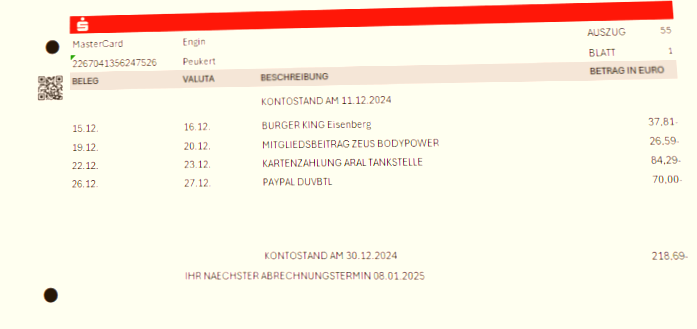 MasterCard Engin AUSZUG 55
2267041356247526 Peukert BLATT 1
BELEG VALUTA BESCHREIBUNG BETRAG IN EURO
KONTOSTAND AM 11.12.2024
15.12. 16.12. BURGER KING Eisenberg 37,81-
19.12. 20.12. MITGLIEDSBEITRAG ZEUS BODYPOWER 26,59-
22.12. 23.12. KARTENZAHLUNG ARAL TANKSTELLE 84,29-
26.12. 27.12. PAYPAL DUVBTL 70,00-
KONTOSTAND AM 30.12.2024 218,69-
IHR NAECHSTER ABRECHNUNGSTERMIN 08.01.2025